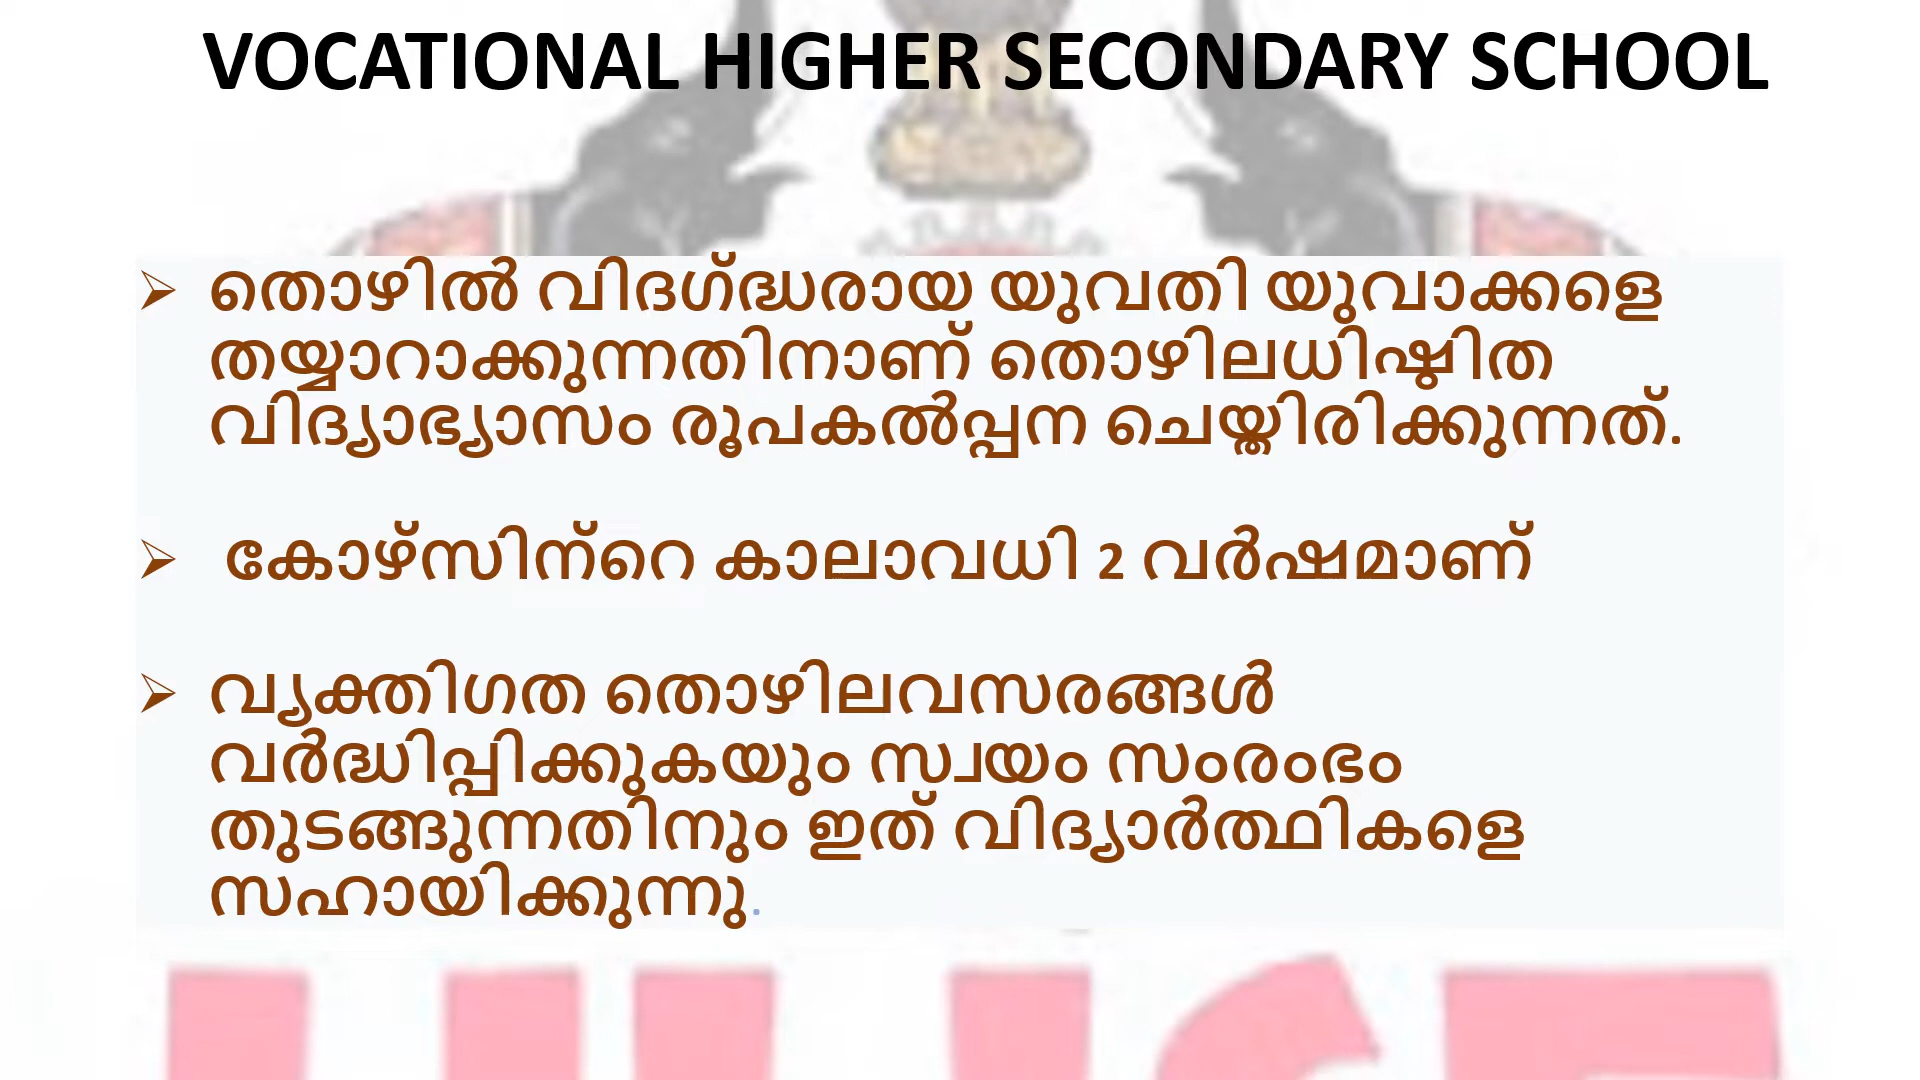 VOCATIONAL HIGHER SECONDARY SCHOOL
➢ തൊഴിൽ വിദഗ്ദ്ധരായ യുവതി യുവാക്കളെ
തയ്യാറാക്കുന്നതിനാണ് തൊഴിലധിഷ്ഠിത
വിദ്യാഭ്യാസം രൂപകൽപ്പന ചെയ്തിരിക്കുന്നത്.
➢ കോഴ്സിന്റെ കാലാവധി 2 വർഷമാണ്
➢ വ്യക്തിഗത തൊഴിലവസരങ്ങൾ
വർദ്ധിപ്പിക്കുകയും സ്വയം സംരംഭം
തുടങ്ങുന്നതിനും ഇത് വിദ്യാർത്ഥികളെ
സഹായിക്കുന്നു.